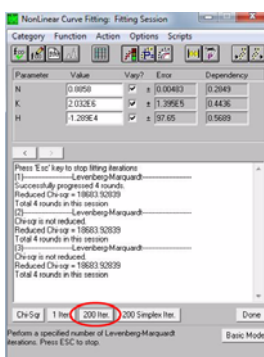 NonLinear Curve Fitting: Fitting Session
Category Function Action Options Scripts
Parameter Value Vary? Error Dependency
N 0.8058 ± 0.00483 0.2849
K 2.032E6 ± 1.395E5 0.4436
H -1.289E4 ± 97.65 0.5689
Press 'Esc' key to stop fitting iterations
(1)--------------Levenberg-Marquardt--------------
Successfully progressed 4 rounds.
Reduced Chi-sqr = 18683.92839
Total 4 rounds in this session
(2)--------------Levenberg-Marquardt--------------
Chi-sqr is not reduced.
Reduced Chi-sqr = 18683.92839
Total 4 rounds in this session
(3)--------------Levenberg-Marquardt--------------
Chi-sqr is not reduced.
Reduced Chi-sqr = 18683.92839
Total 4 rounds in this session
Chi-Sqr 1 Iter. 200 Iter. 200 Simplex Iter. Done
Perform a specified number of Levenberg-Marquardt
iterations. Press ESC to stop.
Basic Mode